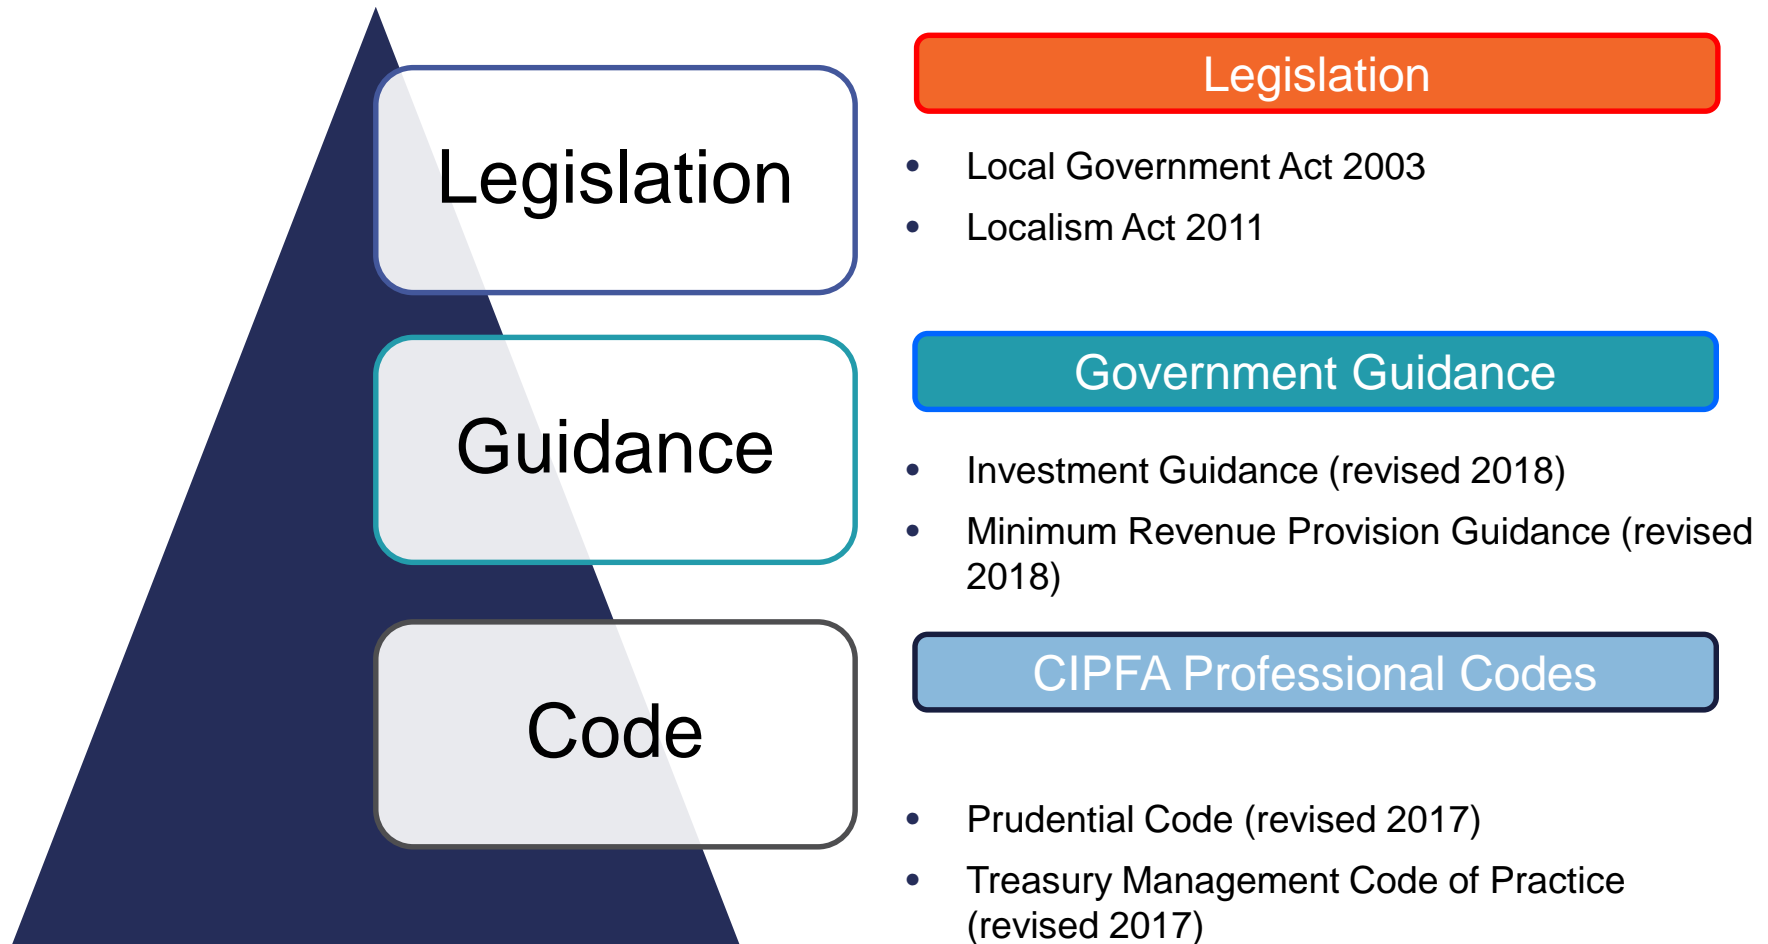 Legislation
Legislation
• Local Government Act 2003
• Localism Act 2011
Guidance
Government Guidance
• Investment Guidance (revised 2018)
• Minimum Revenue Provision Guidance (revised
2018)
Code
CIPFA Professional Codes
• Prudential Code (revised 2017)
• Treasury Management Code of Practice
(revised 2017)